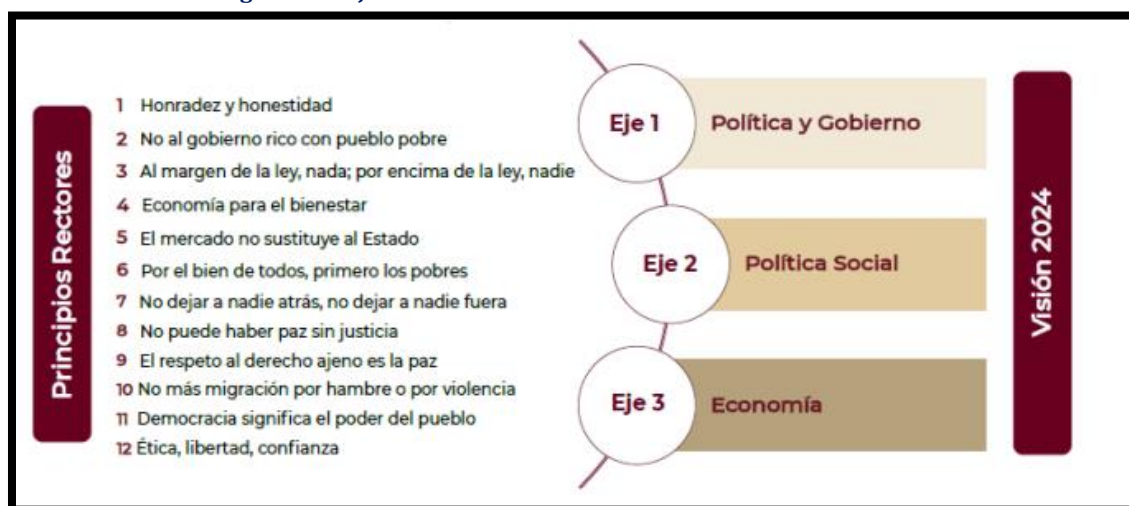 Principios Rectores
1 Honradez y honestidad
2 No al gobierno rico con pueblo pobre
3 Al margen de la ley, nada; por encima de la ley, nadie
4 Economía para el bienestar
5 El mercado no sustituye al Estado
6 Por el bien de todos, primero los pobres
7 No dejar a nadie atrás, no dejar a nadie fuera
8 No puede haber paz sin justicia
9 El respeto al derecho ajeno es la paz
10 No más migración por hambre o por violencia
11 Democracia significa el poder del pueblo
12 Ética, libertad, confianza
Eje 1
Política y Gobierno
Eje 2
Política Social
Eje 3
Economía
Visión 2024